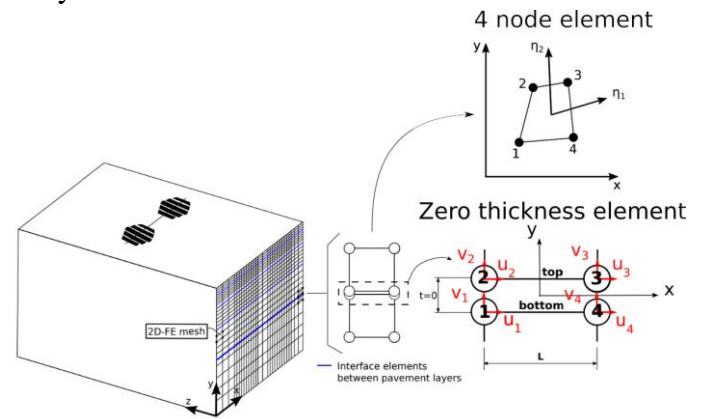 4 node element
y
η2
2
3
η1
1
4
x
Zero thickness element
y
v2
v3
2
u2
top
3
u3
t=0
v1
v4
x
bottom
1
u1
4
u4
L
2D-FE mesh
y
x
z
Interface elements
between pavement layers